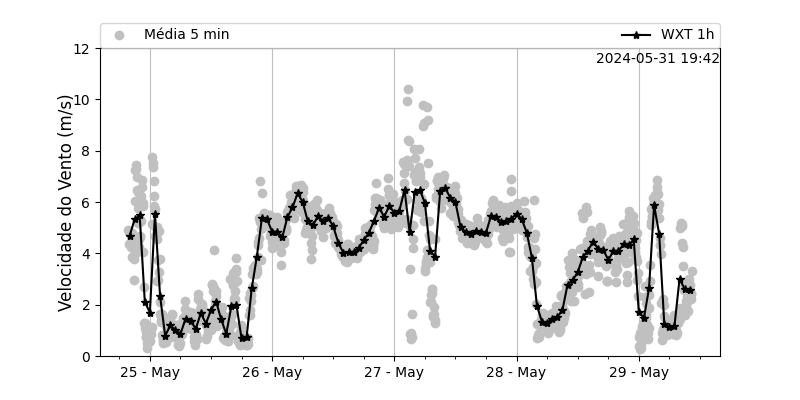 Média 5 min
WXT 1h
2024-05-31 19:42
Velocidade do Vento (m/s)
12
10
8
6
4
2
0
25 - May
26 - May
27 - May
28 - May
29 - May